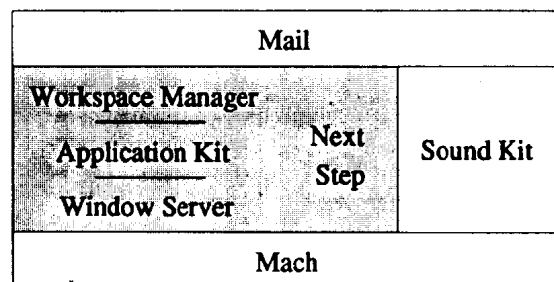 Mail
Workspace Manager
Application Kit
Window Server
Next
Step
Sound Kit
Mach